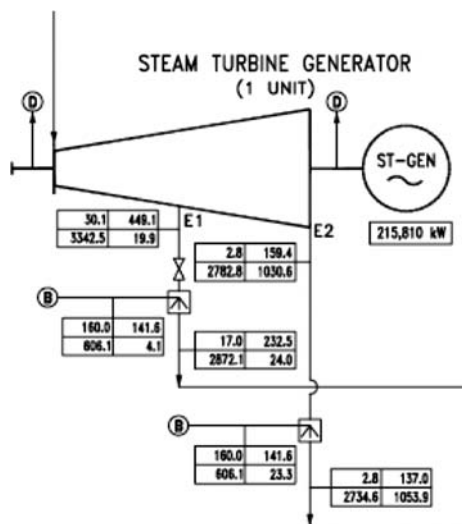 STEAM TURBINE GENERATOR
(1 UNIT)
D
D
ST-GEN
E1
E2
215,810 kW
30.1 449.1
3342.5 19.9
2.8 159.4
2782.8 1030.6
B
160.0 141.6
606.1 4.1
17.0 232.5
2872.1 24.0
B
160.0 141.6
606.1 23.3
2.8 137.0
2734.6 1053.9